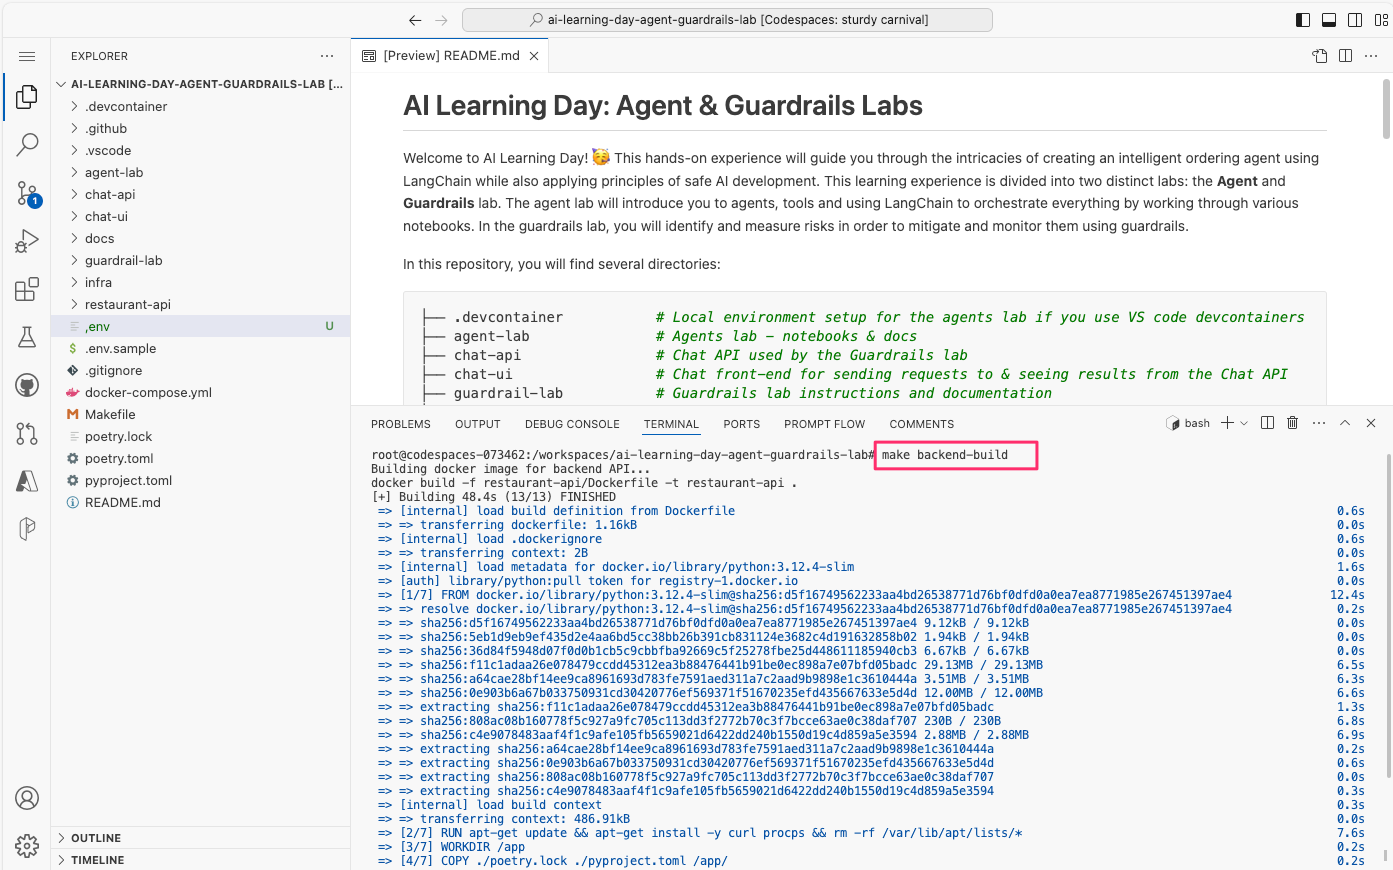 ai-learning-day-agent-guardrails-lab [Codespaces: sturdy carnival]
EXPLORER
AI-LEARNING-DAY-AGENT-GUARDRAILS-LAB [...
.devcontainer
.github
.vscode
agent-lab
chat-api
chat-ui
docs
guardrail-lab
infra
restaurant-api
,env U
$ .env.sample
.gitignore
docker-compose.yml
Makefile
poetry.lock
poetry.toml
pyproject.toml
README.md
OUTLINE
TIMELINE
1
[Preview] README.md
AI Learning Day: Agent & Guardrails Labs
Welcome to AI Learning Day! 🥳 This hands-on experience will guide you through the intricacies of creating an intelligent ordering agent using
LangChain while also applying principles of safe AI development. This learning experience is divided into two distinct labs: the Agent and
Guardrails lab. The agent lab will introduce you to agents, tools and using LangChain to orchestrate everything by working through various
notebooks. In the guardrails lab, you will identify and measure risks in order to mitigate and monitor them using guardrails.
In this repository, you will find several directories:
├── .devcontainer # Local environment setup for the agents lab if you use VS code devcontainers
├── agent-lab # Agents lab - notebooks & docs
├── chat-api # Chat API used by the Guardrails lab
├── chat-ui # Chat front-end for sending requests to & seeing results from the Chat API
├── guardrail-lab # Guardrails lab instructions and documentation
PROBLEMS OUTPUT DEBUG CONSOLE TERMINAL PORTS PROMPT FLOW COMMENTS bash
root@codespaces-073462:/workspaces/ai-learning-day-agent-guardrails-lab# make backend-build
Building docker image for backend API...
docker build -f restaurant-api/Dockerfile -t restaurant-api .
[+] Building 48.4s (13/13) FINISHED
=> [internal] load build definition from Dockerfile 0.6s
=> => transferring dockerfile: 1.16kB 0.0s
=> [internal] load .dockerignore 0.6s
=> => transferring context: 2B 0.0s
=> [internal] load metadata for docker.io/library/python:3.12.4-slim 1.6s
=> [auth] library/python:pull token for registry-1.docker.io 0.0s
=> [1/7] FROM docker.io/library/python:3.12.4-slim@sha256:d5f16749562233aa4bd26538771d76bf0dfd0a0ea7ea8771985e267451397ae4 12.4s
=> => resolve docker.io/library/python:3.12.4-slim@sha256:d5f16749562233aa4bd26538771d76bf0dfd0a0ea7ea8771985e267451397ae4 0.2s
=> => sha256:d5f16749562233aa4bd26538771d76bf0dfd0a0ea7ea8771985e267451397ae4 9.12kB / 9.12kB 0.0s
=> => sha256:5eb1d9eb9ef435d2e4aa6bd5cc38bb26b391cb831124e3682c4d191632858b02 1.94kB / 1.94kB 0.0s
=> => sha256:36d84f5948d07f0d0b1cb5c9cbbfba92669c5f25278fbe25d448611185940cb3 6.67kB / 6.67kB 0.0s
=> => sha256:f11c1adaa26e078479ccdd45312ea3b88476441b91be0ec898a7e07bfd05badc 29.13MB / 29.13MB 6.5s
=> => sha256:a64cae28bf14ee9ca8961693d783fe7591aed311a7c2aad9b9898e1c3610444a 3.51MB / 3.51MB 6.3s
=> => sha256:0e903b6a67b033750931cd30420776ef569371f51670235efd435667633e5d4d 12.00MB / 12.00MB 6.6s
=> => extracting sha256:f11c1adaa26e078479ccdd45312ea3b88476441b91be0ec898a7e07bfd05badc 1.3s
=> => sha256:808ac08b160778f5c927a9fc705c113dd3f2772b70c3f7bcce63ae0c38daf707 230B / 230B 6.8s
=> => sha256:c4e9078483aaf4f1c9afe105fb5659021d6422dd240b1550d19c4d859a5e3594 2.88MB / 2.88MB 6.9s
=> => extracting sha256:a64cae28bf14ee9ca8961693d783fe7591aed311a7c2aad9b9898e1c3610444a 0.2s
=> => extracting sha256:0e903b6a67b033750931cd30420776ef569371f51670235efd435667633e5d4d 0.6s
=> => extracting sha256:808ac08b160778f5c927a9fc705c113dd3f2772b70c3f7bcce63ae0c38daf707 0.0s
=> => extracting sha256:c4e9078483aaf4f1c9afe105fb5659021d6422dd240b1550d19c4d859a5e3594 0.3s
=> [internal] load build context 0.3s
=> => transferring context: 486.91kB 0.0s
=> [2/7] RUN apt-get update && apt-get install -y curl procps && rm -rf /var/lib/apt/lists/* 7.6s
=> [3/7] WORKDIR /app 0.2s
=> [4/7] COPY ./poetry.lock ./pyproject.toml /app/ 0.2s